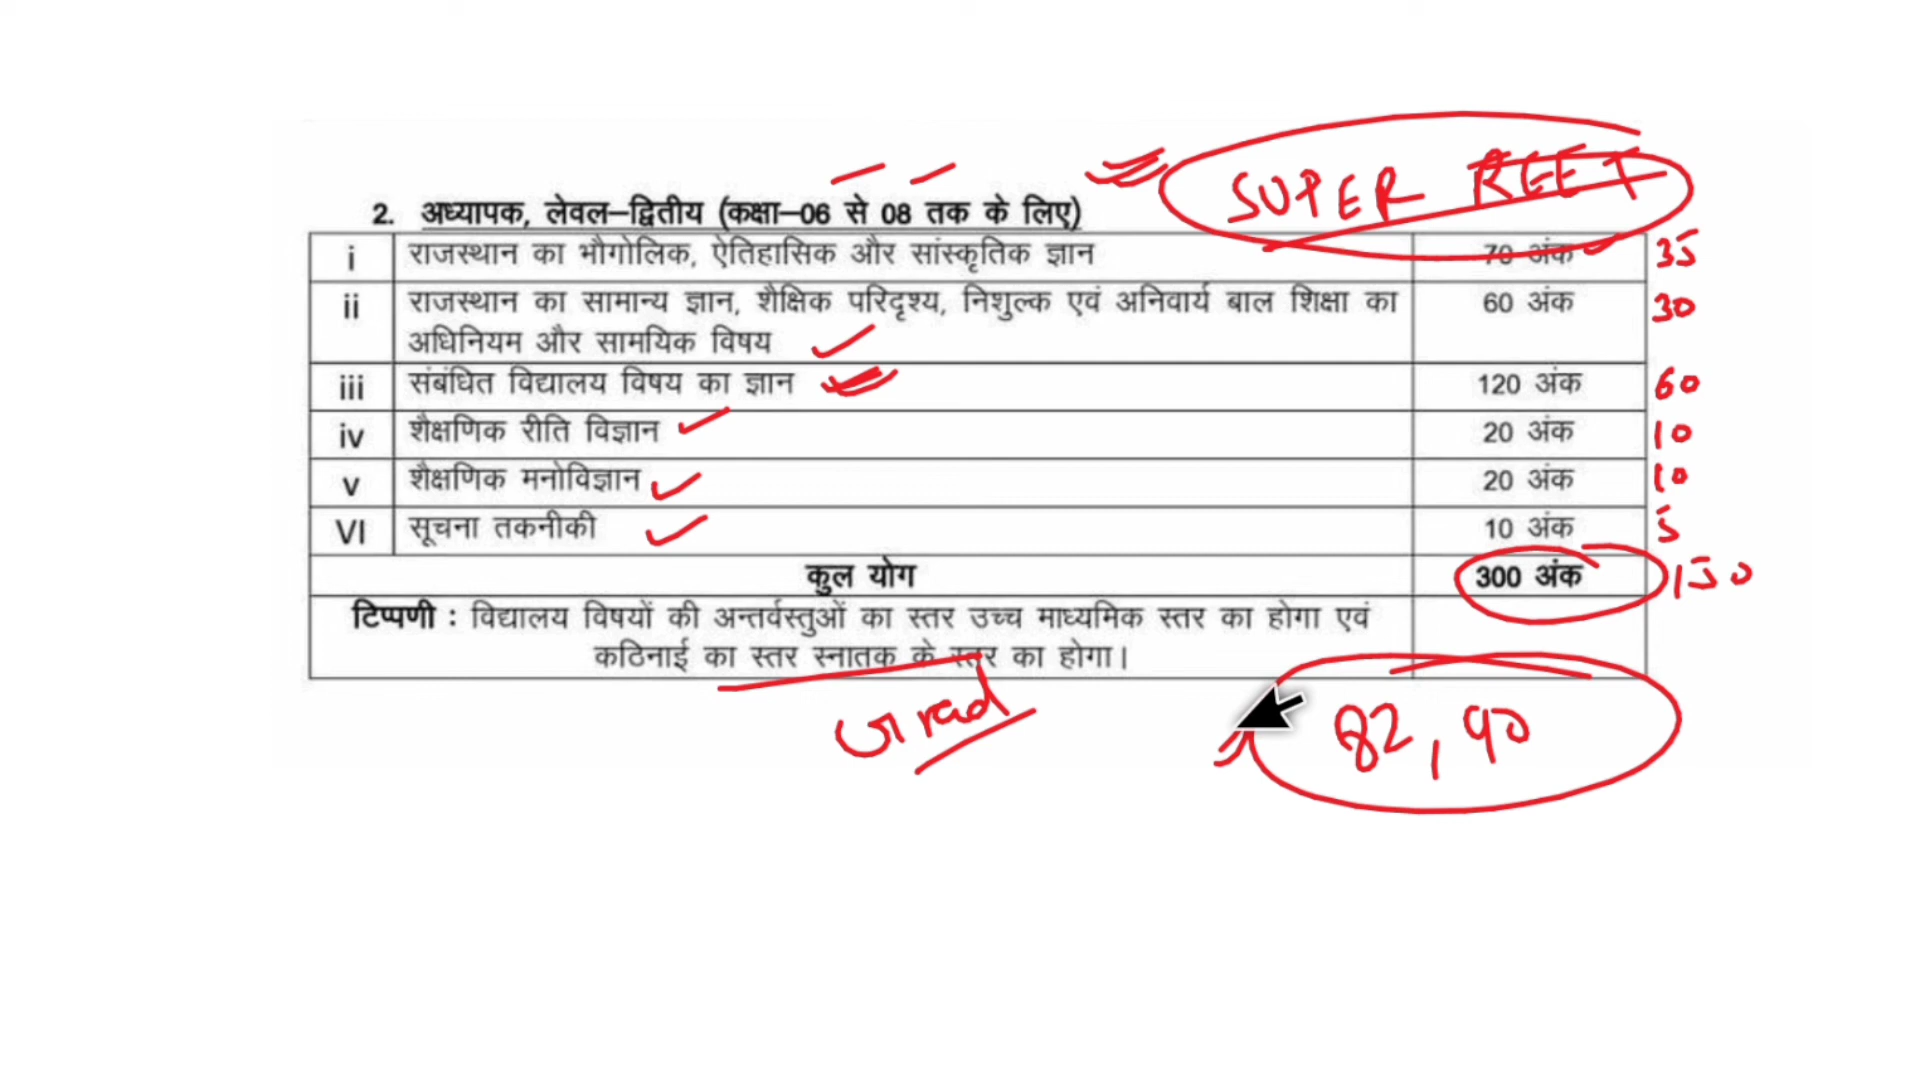 SUPER REET
2. अध्यापक, लेवल–द्वितीय (कक्षा–06 से 08 तक के लिए)
i राजस्थान का भौगोलिक, ऐतिहासिक और सांस्कृतिक ज्ञान 70 अंक 35
ii राजस्थान का सामान्य ज्ञान, शैक्षिक परिदृश्य, निशुल्क एवं अनिवार्य बाल शिक्षा का 60 अंक 30
अधिनियम और सामयिक विषय
iii संबंधित विद्यालय विषय का ज्ञान 120 अंक 60
iv शैक्षणिक रीति विज्ञान 20 अंक 10
v शैक्षणिक मनोविज्ञान 20 अंक 10
VI सूचना तकनीकी 10 अंक 5
कुल योग 300 अंक 150
टिप्पणी : विद्यालय विषयों की अन्तर्वस्तुओं का स्तर उच्च माध्यमिक स्तर का होगा एवं
कठिनाई का स्तर स्नातक के स्तर का होगा।
Grad
82, 90